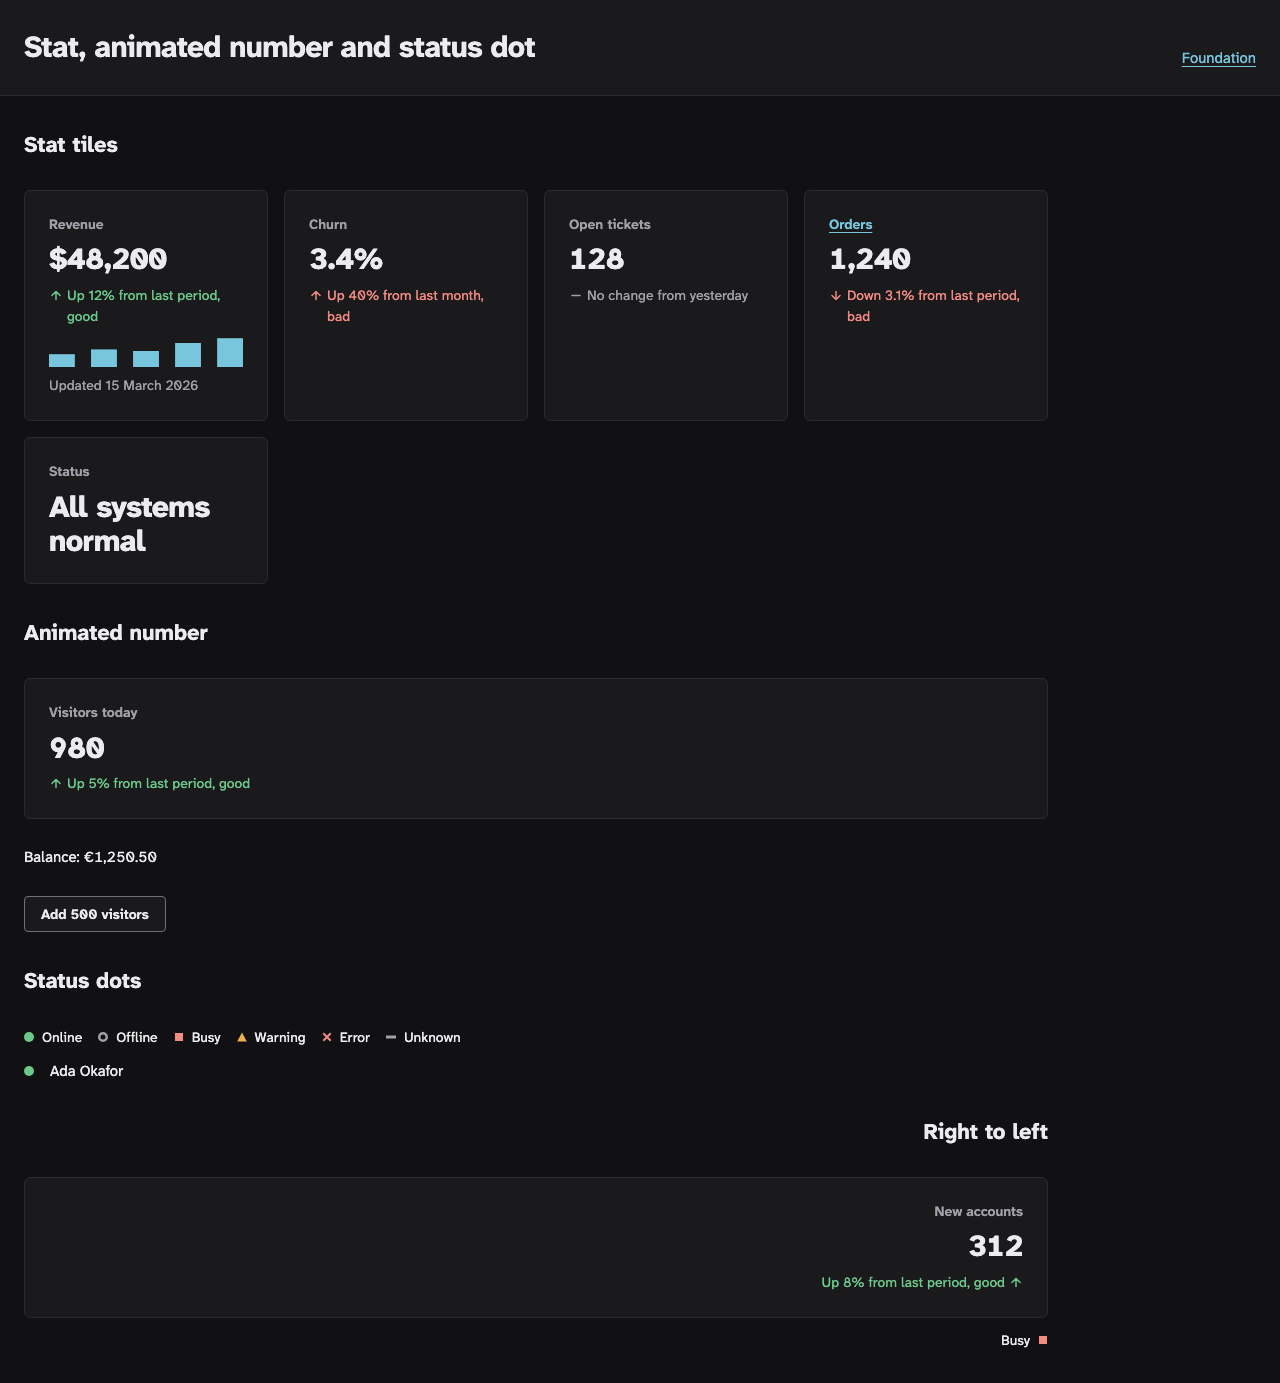 Stat, animated number and status dot
Foundation
Stat tiles
Revenue
$48,200
↑ Up 12% from last period,
good
Updated 15 March 2026
Churn
3.4%
↑ Up 40% from last month,
bad
Open tickets
128
— No change from yesterday
Orders
1,240
↓ Down 3.1% from last period,
bad
Status
All systems
normal
Animated number
Visitors today
980
↑ Up 5% from last period, good
Balance: €1,250.50
Add 500 visitors
Status dots
Online
Offline
Busy
Warning
Error
Unknown
Ada Okafor
Right to left
New accounts
312
Up 8% from last period, good ↑
Busy